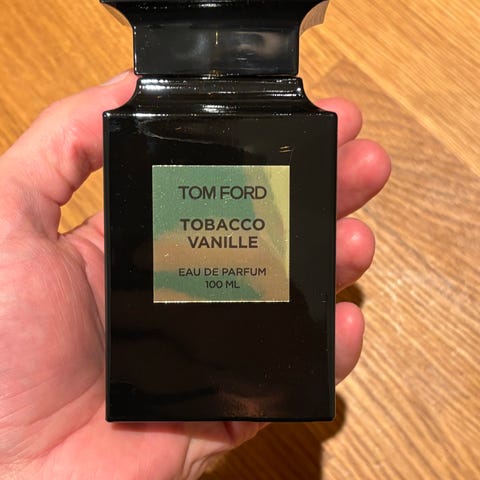 TOM FORD
TOBACCO
VANILLE
EAU DE PARFUM
100 ML